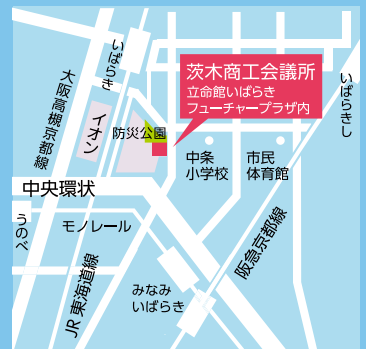 いばらき
大阪高槻京都線
イオン
防災公園
茨木商工会議所
立命館いばらき
フューチャープラザ内
いばらきし
中条
小学校
市民
体育館
中央環状
うのべ
モノレール
JR東海道線
みなみ
いばらき
阪急京都線